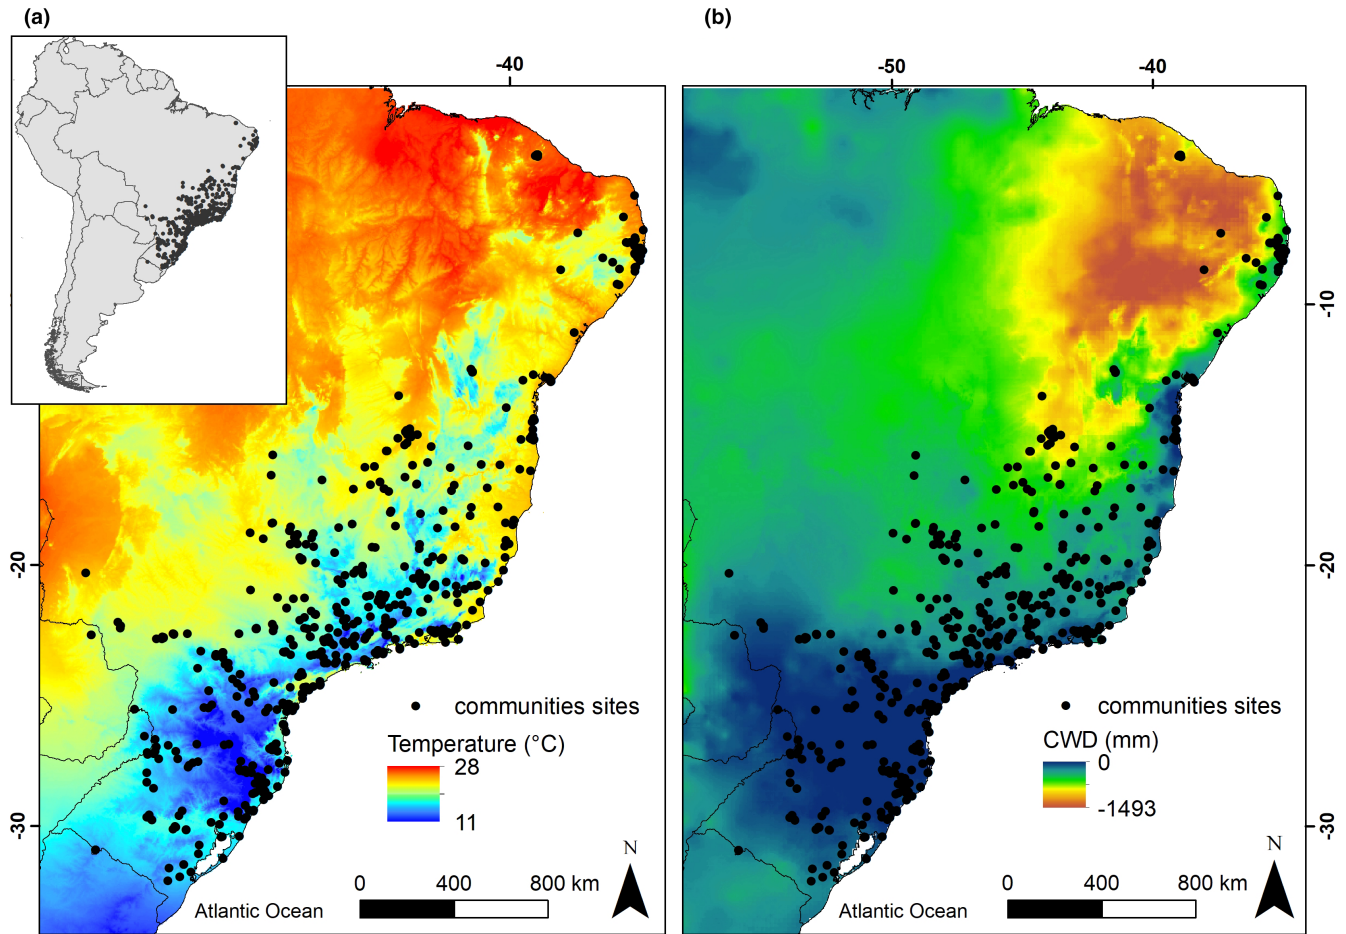 (a)
(b)
-40
-50
-40
-10
-20
-20
-30
-30
communities sites
Temperature (°C)
28
11
N
0
400
800 km
Atlantic Ocean
communities sites
CWD (mm)
0
-1493
N
0
400
800 km
Atlantic Ocean